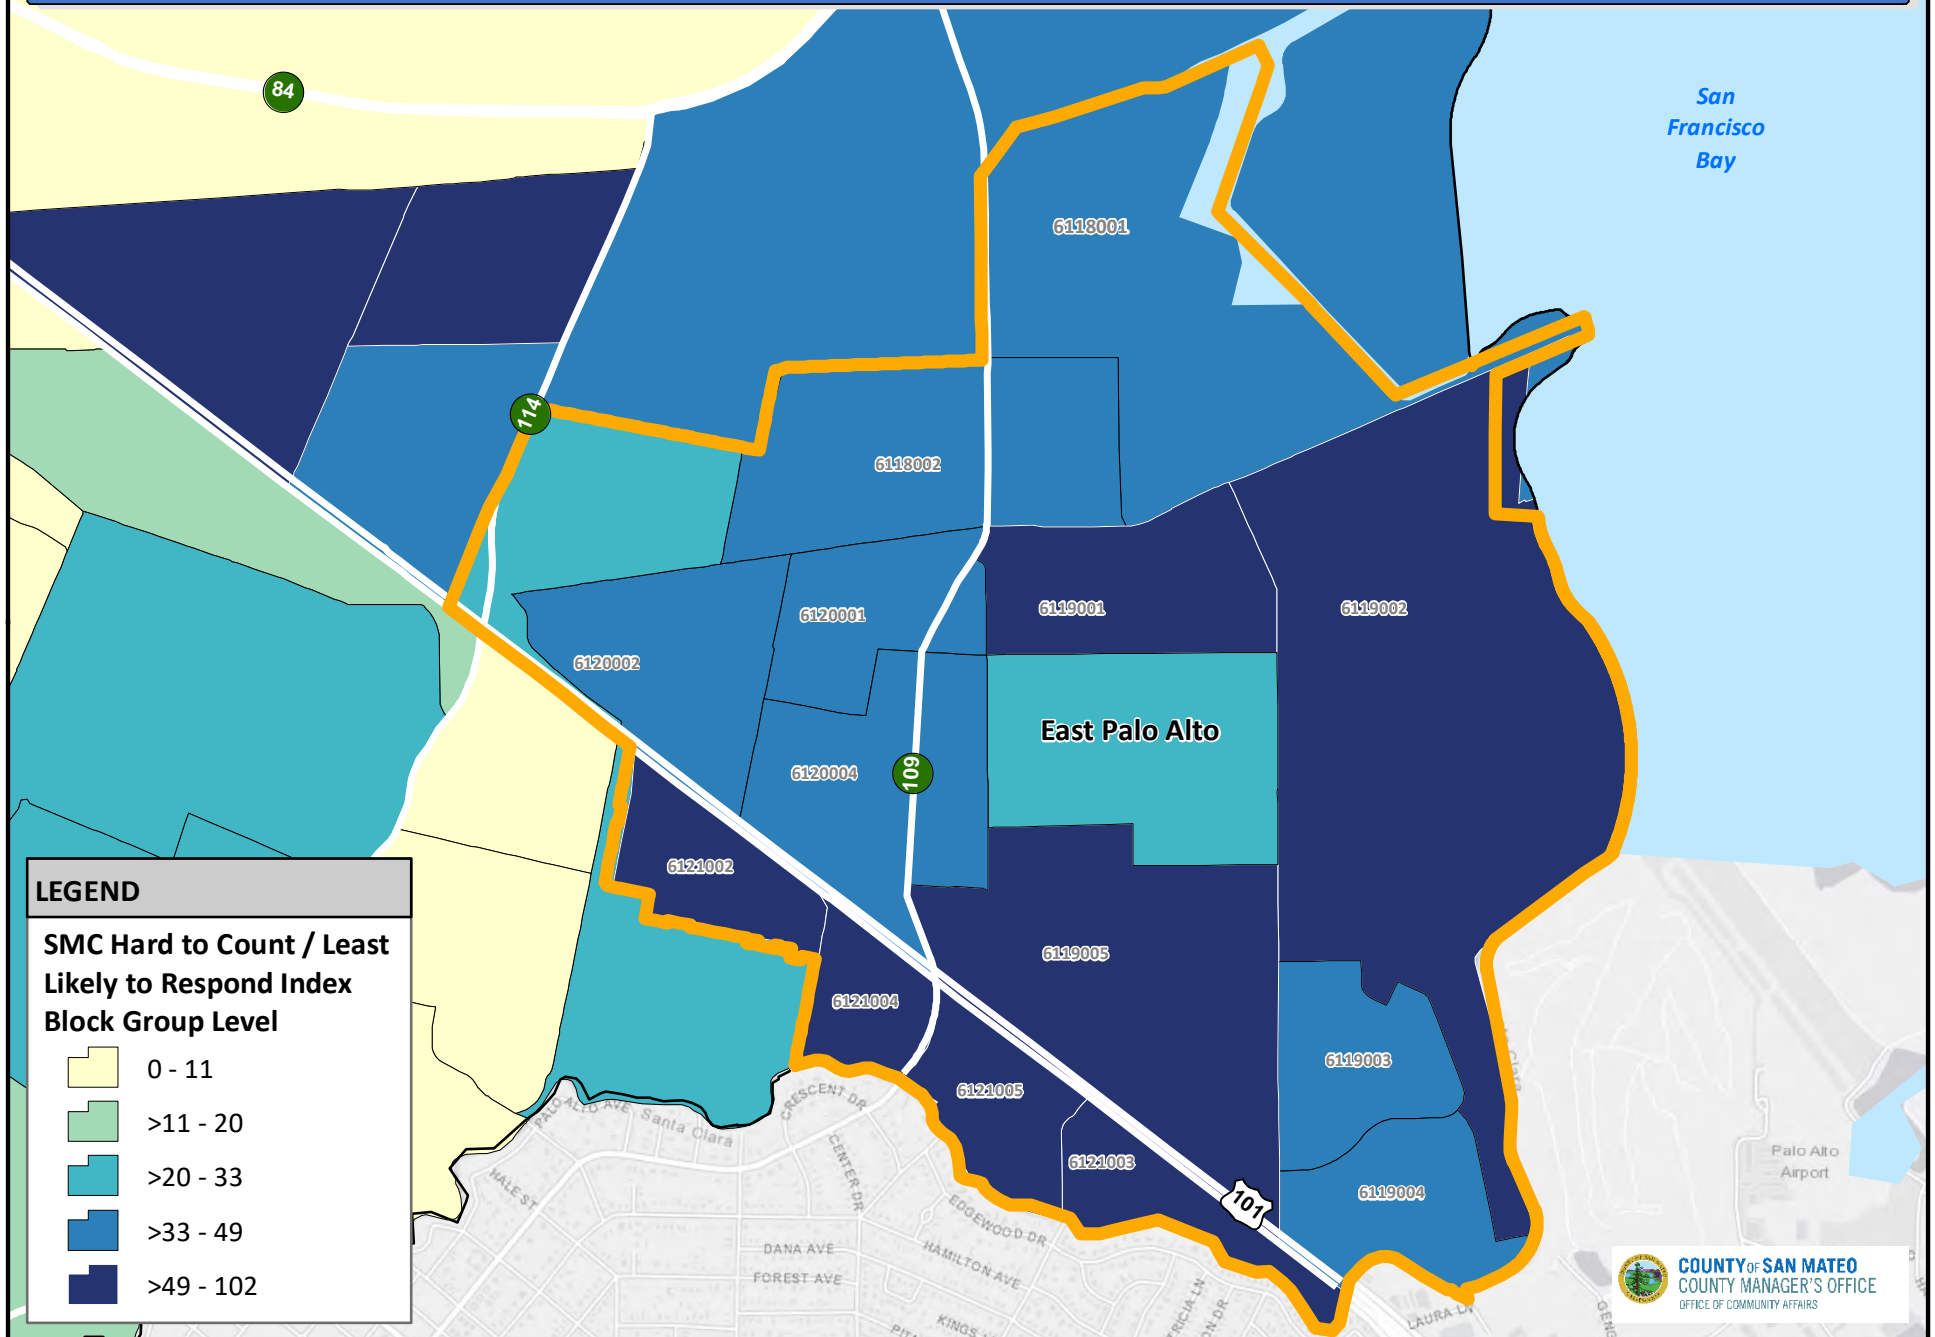 84
San
Francisco
Bay
6118001
114
6118002
6120001
6119001
6119002
6120002
East Palo Alto
6120004
109
6121002
LEGEND
SMC Hard to Count / Least
Likely to Respond Index
Block Group Level
0 - 11
>11 - 20
>20 - 33
>33 - 49
>49 - 102
6119005
6121004
6119003
6121005
6121003
6119004
101
PALO ALTO AVE
Santa Clara
CRESCENT DR
CENTER DR
HALE ST
EDGEWOOD DR
HAMILTON AVE
DANA AVE
FOREST AVE
Palo Alto
Airport
LAURA LN
COUNTY OF SAN MATEO
COUNTY MANAGER'S OFFICE
OFFICE OF COMMUNITY AFFAIRS